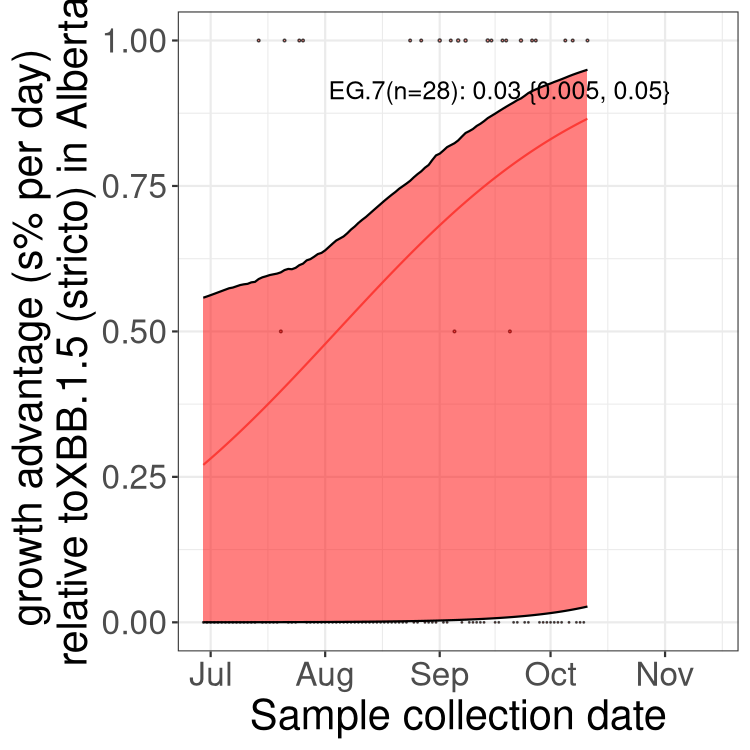 growth advantage (s% per day)
relative toXBB.1.5 (stricto) in Alberta
1.00
0.75
0.50
0.25
0.00
EG.7(n=28): 0.03 {0.005, 0.05}
Jul Aug Sep Oct Nov
Sample collection date